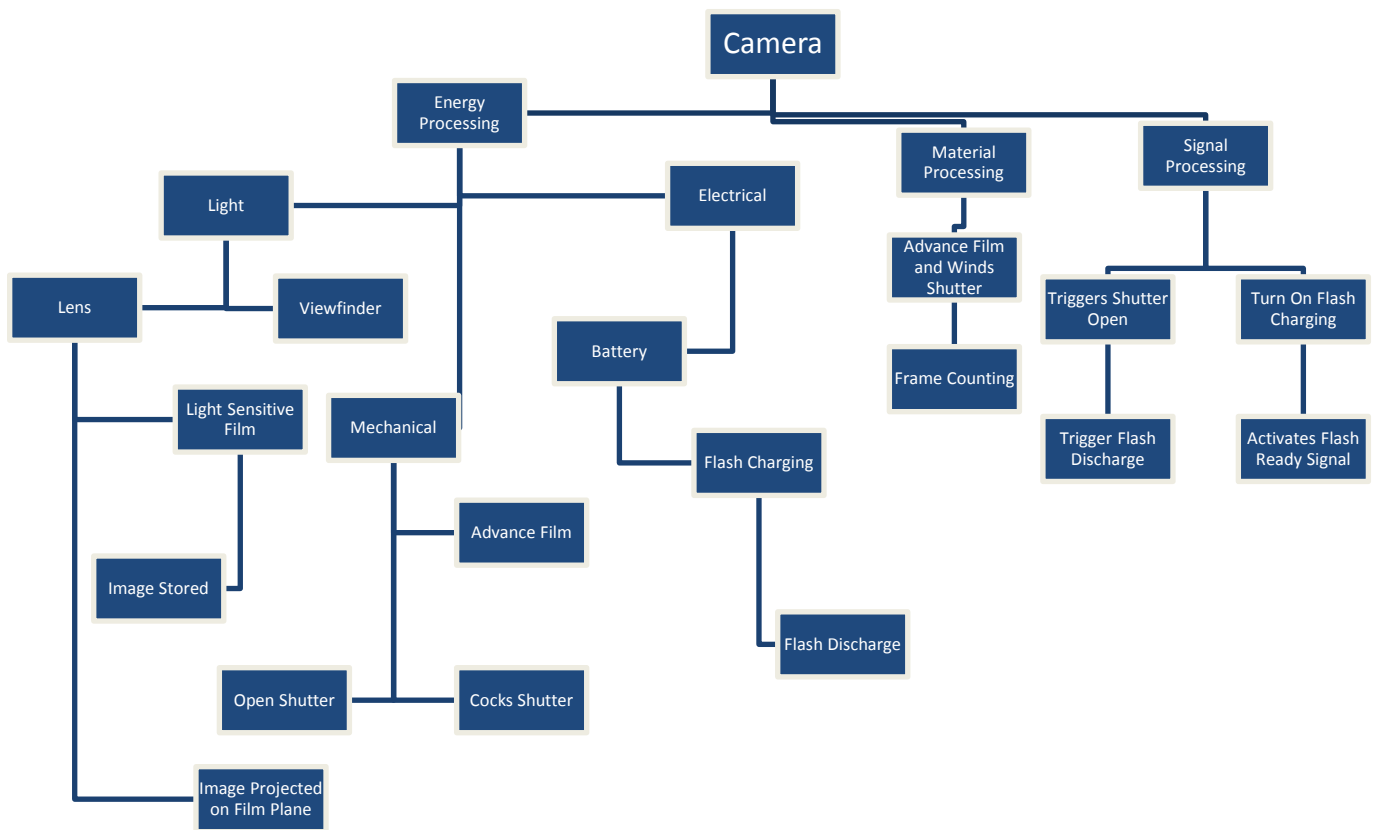 Camera
Energy
Processing
Material
Processing
Signal
Processing
Light
Electrical
Advance Film
and Winds
Shutter
Lens
Viewfinder
Triggers Shutter
Open
Turn On Flash
Charging
Battery
Frame Counting
Light Sensitive
Film
Mechanical
Trigger Flash
Discharge
Activates Flash
Ready Signal
Flash Charging
Advance Film
Image Stored
Flash Discharge
Open Shutter
Cocks Shutter
Image Projected
on Film Plane